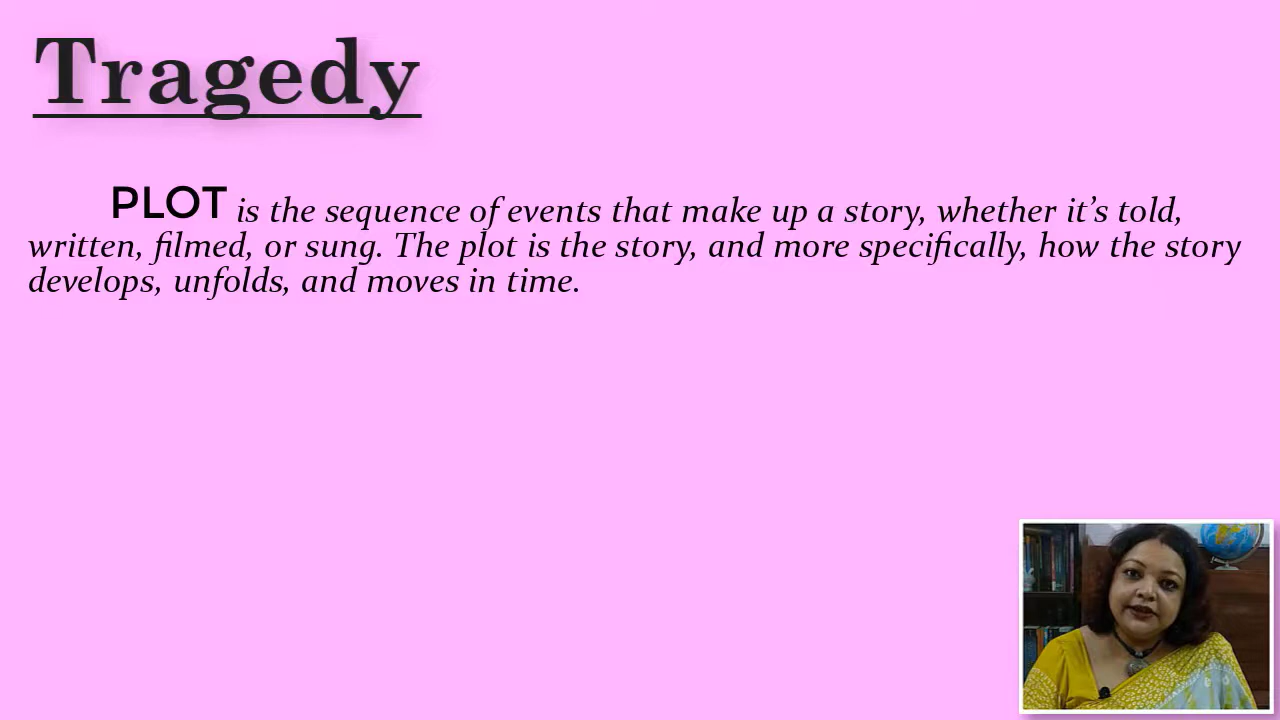 Tragedy
PLOT is the sequence of events that make up a story, whether it’s told,
written, filmed, or sung. The plot is the story, and more specifically, how the story
develops, unfolds, and moves in time.